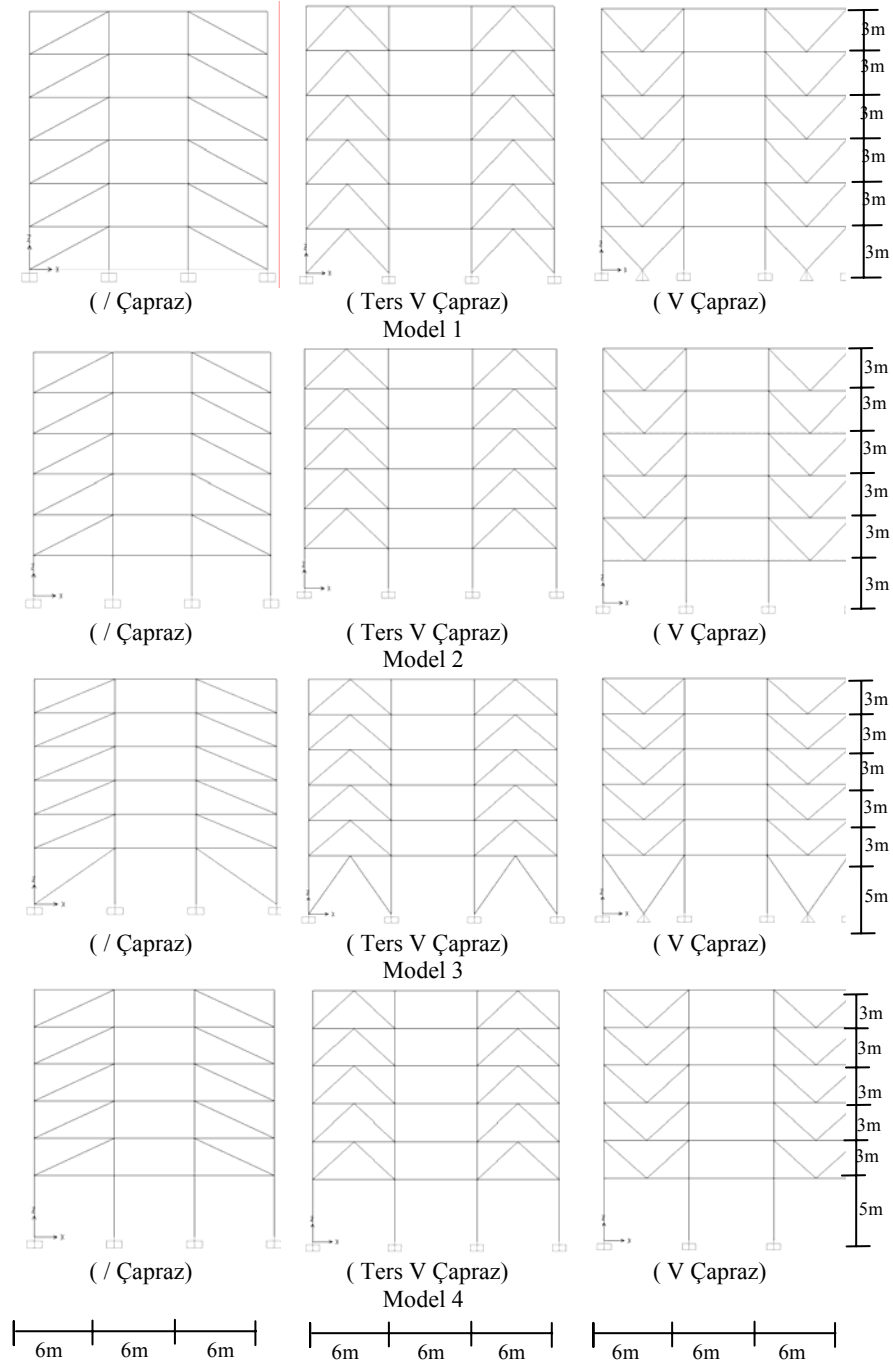 3m
3m
3m
3m
3m
3m
Z
X
( / Çapraz) ( Ters V Çapraz) ( V Çapraz)
Model 1
3m
3m
3m
3m
3m
3m
Z
X
( / Çapraz) ( Ters V Çapraz) ( V Çapraz)
Model 2
3m
3m
3m
3m
3m
5m
Z
X
( / Çapraz) ( Ters V Çapraz) ( V Çapraz)
Model 3
3m
3m
3m
3m
3m
5m
Z
X
( / Çapraz) ( Ters V Çapraz) ( V Çapraz)
Model 4
6m 6m 6m 6m 6m 6m 6m 6m 6m